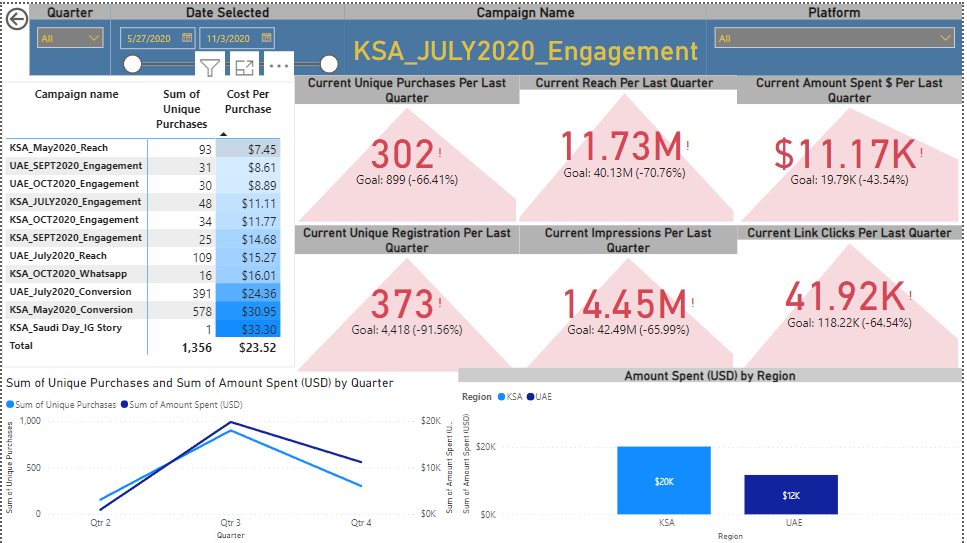 Quarter
Date Selected
Campaign Name
Platform
All
5/27/2020
11/3/2020
KSA_JULY2020_Engagement
All
Campaign name
Sum of Unique Purchases
Cost Per Purchase
KSA_May2020_Reach 93 $7.45
UAE_SEPT2020_Engagement 31 $8.61
UAE_OCT2020_Engagement 30 $8.89
KSA_JULY2020_Engagement 48 $11.11
KSA_OCT2020_Engagement 34 $11.77
KSA_SEPT2020_Engagement 25 $14.68
UAE_July2020_Reach 109 $15.27
KSA_OCT2020_Whatsapp 16 $16.01
UAE_July2020_Conversion 391 $24.36
KSA_May2020_Conversion 578 $30.95
KSA_Saudi Day_IG Story 1 $33.30
Total 1,356 $23.52
Current Unique Purchases Per Last Quarter
302!
Goal: 899 (-66.41%)
Current Reach Per Last Quarter
11.73M!
Goal: 40.13M (-70.76%)
Current Amount Spent $ Per Last Quarter
$11.17K!
Goal: 19.79K (-43.54%)
Current Unique Registration Per Last Quarter
373!
Goal: 4,418 (-91.56%)
Current Impressions Per Last Quarter
14.45M!
Goal: 42.49M (-65.99%)
Current Link Clicks Per Last Quarter
41.92K!
Goal: 118.22K (-64.54%)
Sum of Unique Purchases and Sum of Amount Spent (USD) by Quarter
Sum of Unique Purchases Sum of Amount Spent (USD)
Sum of Unique Purchases
1,000
500
0
$20K
$10K
$0K
Sum of Amount Spent (U...
Qtr 2 Qtr 3 Qtr 4
Quarter
Amount Spent (USD) by Region
Region KSA UAE
Sum of Amount Spent (USD)
$20K
$0K
$20K
$12K
KSA UAE
Region